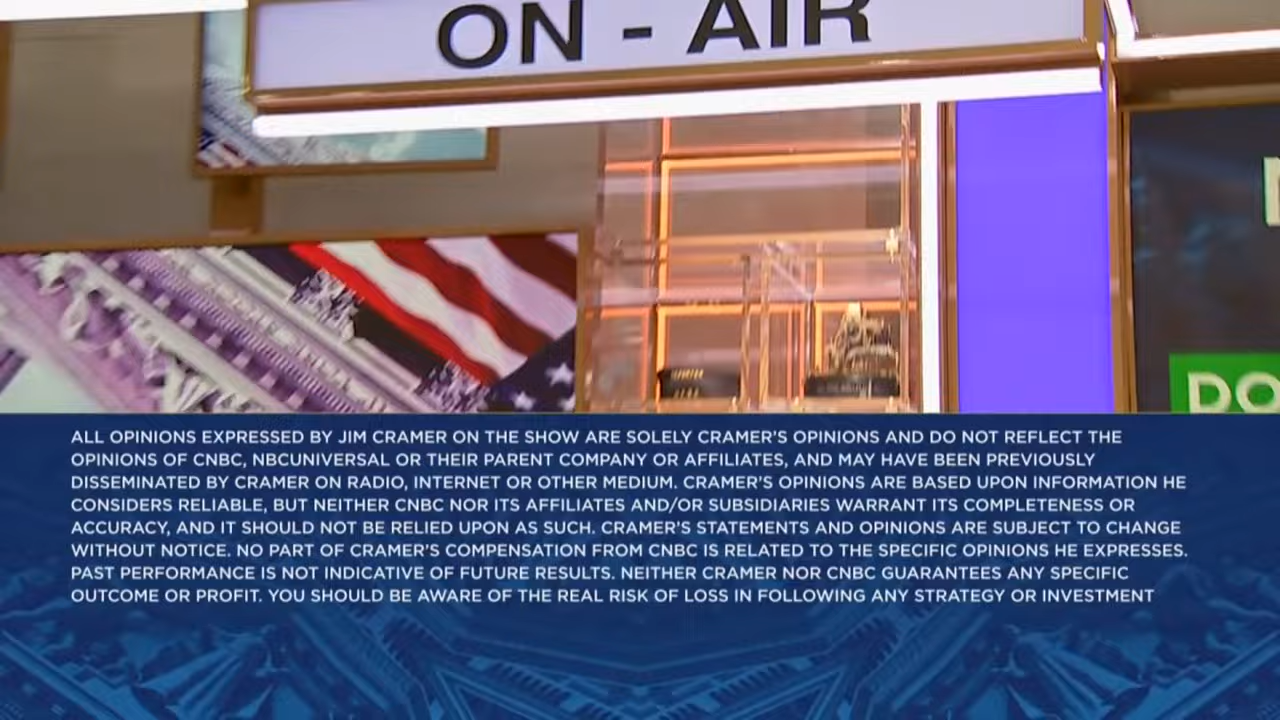 ON - AIR
DO
ALL OPINIONS EXPRESSED BY JIM CRAMER ON THE SHOW ARE SOLELY CRAMER'S OPINIONS AND DO NOT REFLECT THE
OPINIONS OF CNBC, NBCUNIVERSAL OR THEIR PARENT COMPANY OR AFFILIATES, AND MAY HAVE BEEN PREVIOUSLY
DISSEMINATED BY CRAMER ON RADIO, INTERNET OR OTHER MEDIUM. CRAMER'S OPINIONS ARE BASED UPON INFORMATION HE
CONSIDERS RELIABLE, BUT NEITHER CNBC NOR ITS AFFILIATES AND/OR SUBSIDIARIES WARRANT ITS COMPLETENESS OR
ACCURACY, AND IT SHOULD NOT BE RELIED UPON AS SUCH. CRAMER'S STATEMENTS AND OPINIONS ARE SUBJECT TO CHANGE
WITHOUT NOTICE. NO PART OF CRAMER'S COMPENSATION FROM CNBC IS RELATED TO THE SPECIFIC OPINIONS HE EXPRESSES.
PAST PERFORMANCE IS NOT INDICATIVE OF FUTURE RESULTS. NEITHER CRAMER NOR CNBC GUARANTEES ANY SPECIFIC
OUTCOME OR PROFIT. YOU SHOULD BE AWARE OF THE REAL RISK OF LOSS IN FOLLOWING ANY STRATEGY OR INVESTMENT